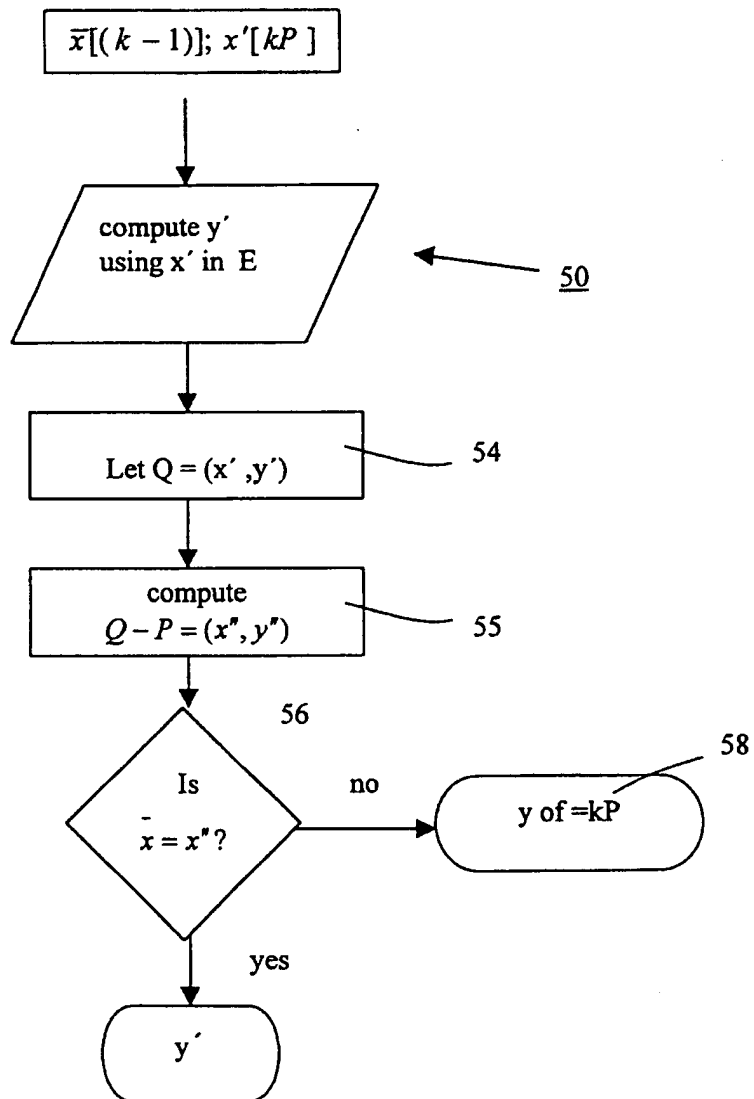 x̄[(k − 1)]; x′[kP ]
compute y′
using x′ in E
50
Let Q = (x′ ,y′)
54
compute
Q − P = (x″, y″)
55
56
Is
x̄ = x″?
no
58
y of =kP
yes
y′